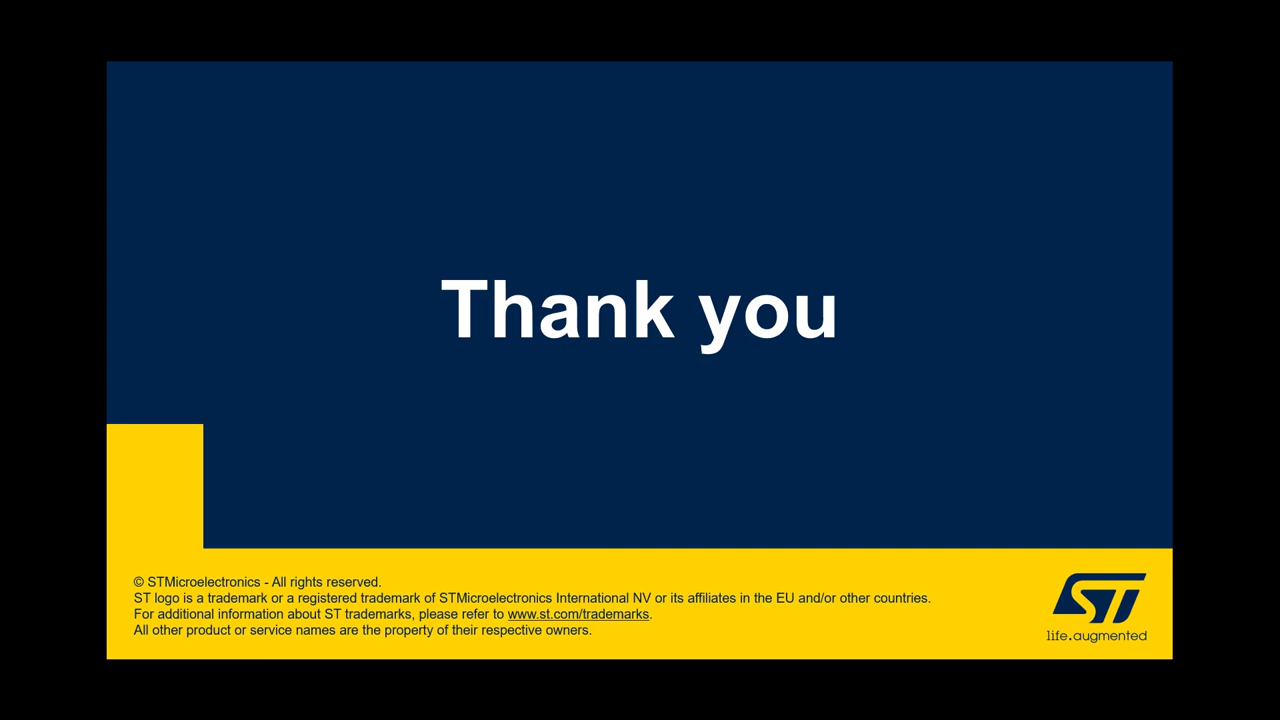 Thank you
© STMicroelectronics - All rights reserved.
ST logo is a trademark or a registered trademark of STMicroelectronics International NV or its affiliates in the EU and/or other countries.
For additional information about ST trademarks, please refer to www.st.com/trademarks.
All other product or service names are the property of their respective owners.
ST
life.augmented